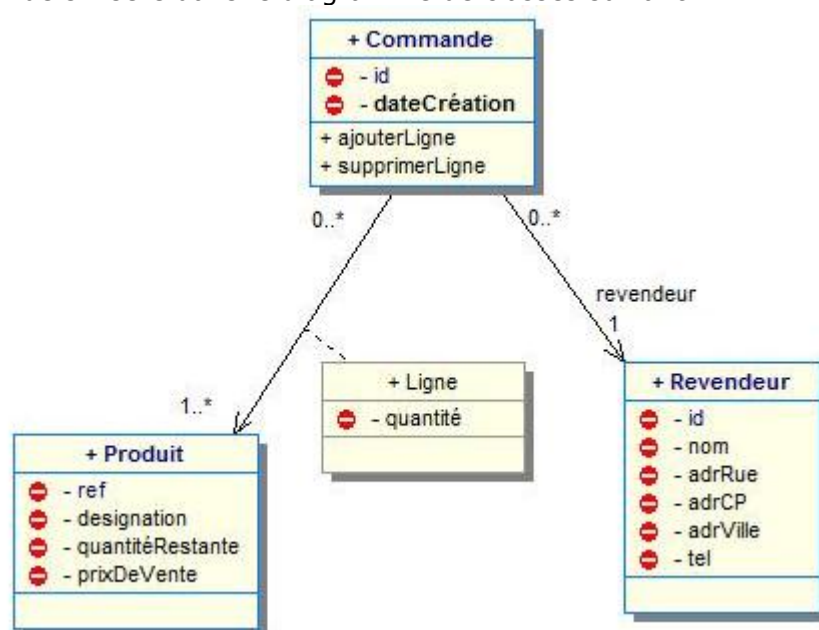 + Commande
- id
- dateCréation
+ ajouterLigne
+ supprimerLigne
0..*
0..*
revendeur
1
1..*
+ Ligne
- quantité
+ Produit
- ref
- designation
- quantitéRestante
- prixDeVente
+ Revendeur
- id
- nom
- adrRue
- adrCP
- adrVille
- tel